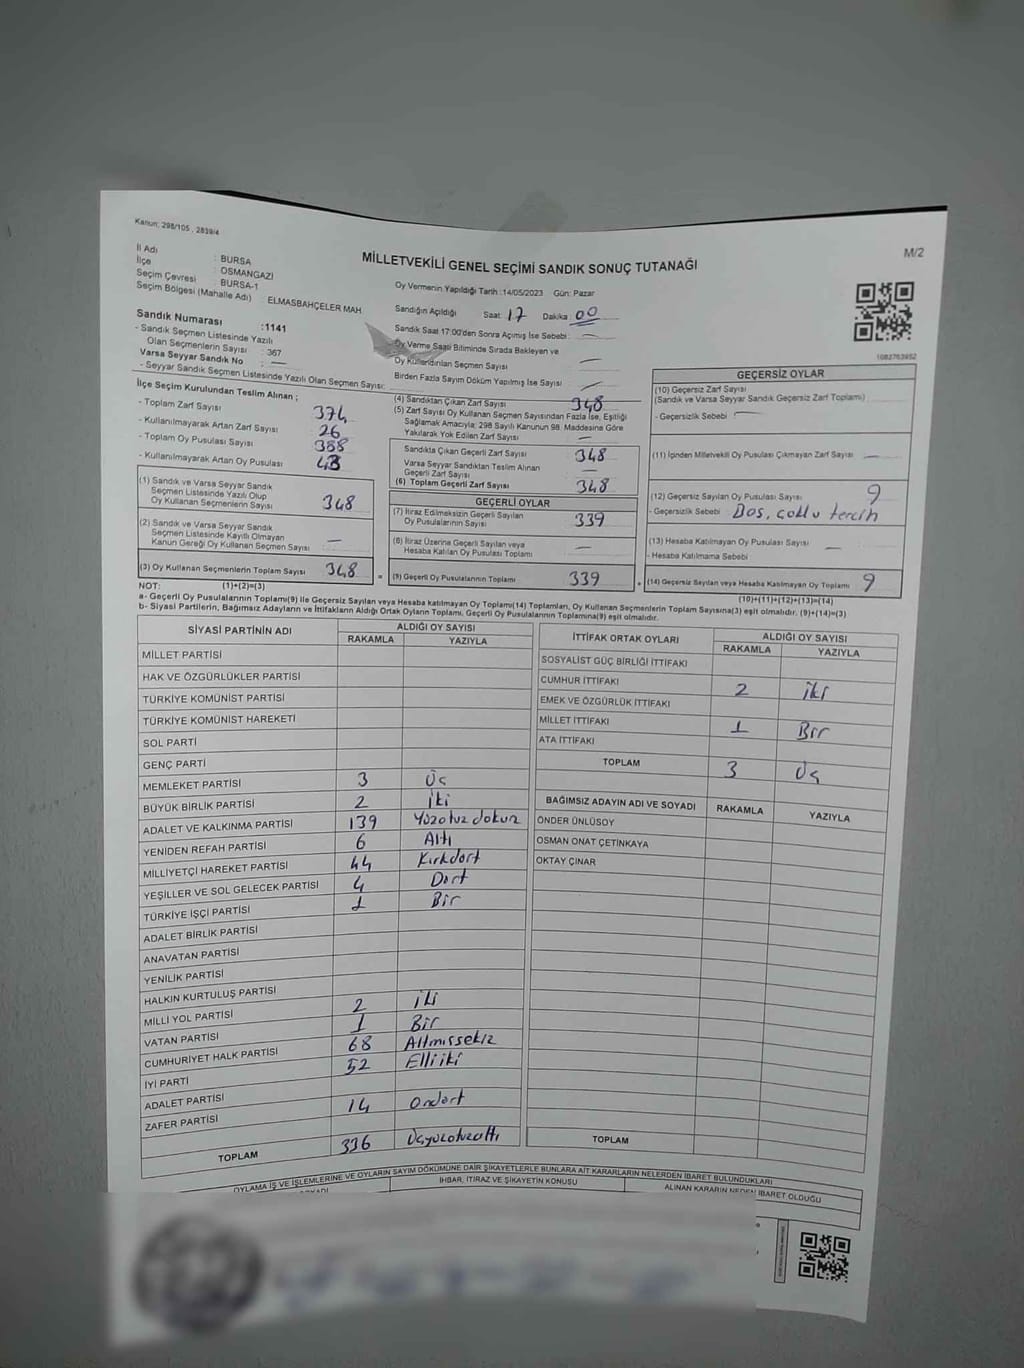 Kanun: 298/105 , 2839/4
M/2
MİLLETVEKİLİ GENEL SEÇİMİ SANDIK SONUÇ TUTANAĞI
İl Adı : BURSA
İlçe : OSMANGAZİ
Seçim Çevresi : BURSA-1
Seçim Bölgesi (Mahalle Adı) : ELMASBAHÇELER MAH
Sandık Numarası :1141
- Sandık Seçmen Listesinde Yazılı
Olan Seçmenlerin Sayısı : 367
Varsa Seyyar Sandık No : —
- Seyyar Sandık Seçmen Listesinde Yazılı Olan Seçmen Sayısı:
Oy Vermenin Yapıldığı Tarih :14/05/2023 Gün: Pazar
Sandığın Açıldığı Saat: 17 Dakika: 00
Sandık Saat 17:00'den Sonra Açımış İse Sebebi : —
Oy Verme Saati Bitiminde Sırada Bekleyen ve
Oy Kullandırılan Seçmen Sayısı —
Birden Fazla Sayım Döküm Yapılmış İse Sayısı —
1082763952
İlçe Seçim Kurulundan Teslim Alınan ;
- Toplam Zarf Sayısı 374
- Kullanılmayarak Artan Zarf Sayısı 26
- Toplam Oy Pusulası Sayısı 388
- Kullanılmayarak Artan Oy Pusulası 43
(1) Sandık ve Varsa Seyyar Sandık
Seçmen Listesinde Yazılı Olup
Oy Kullanan Seçmenlerin Sayısı 348
(2) Sandık ve Varsa Seyyar Sandık
Seçmen Listesinde Kayıtlı Olmayan
Kanun Gereği Oy Kullanan Seçmen Sayısı —
(3) Oy Kullanan Seçmenlerin Toplam Sayısı 348
(1)+(2)=(3)
(4) Sandıktan Çıkan Zarf Sayısı 348
(5) Zarf Sayısı Oy Kullanan Seçmen Sayısından Fazla İse, Eşitliği
Sağlamak Amacıyla; 298 Sayılı Kanunun 98. Maddesine Göre
Yakılarak Yok Edilen Zarf Sayısı —
Sandıkta Çıkan Geçerli Zarf Sayısı 348
Varsa Seyyar Sandıktan Teslim Alınan
Geçerli Zarf Sayısı —
(6) Toplam Geçerli Zarf Sayısı 348
GEÇERLİ OYLAR
(7) İtiraz Edilmeksizin Geçerli Sayılan
Oy Pusulalarının Sayısı 339
(8) İtiraz Üzerine Geçerli Sayılan veya
Hesaba Katılan Oy Pusulası Toplamı —
(9) Geçerli Oy Pusulalarının Toplamı 339
GEÇERSİZ OYLAR
(10) Geçersiz Zarf Sayısı
(Sandık ve Varsa Seyyar Sandık Geçersiz Zarf Toplamı)
- Geçersizlik Sebebi —
(11) İçinden Milletvekili Oy Pusulası Çıkmayan Zarf Sayısı —
(12) Geçersiz Sayılan Oy Pusulası Sayısı 9
- Geçersizlik Sebebi Boş, çoklu tercih
(13) Hesaba Katılmayan Oy Pusulası Sayısı —
- Hesaba Katılmama Sebebi
(14) Geçersiz Sayılan veya Hesaba Katılmayan Oy Toplamı 9
(10)+(11)+(12)+(13)=(14)
NOT:
a- Geçerli Oy Pusulalarının Toplamı(9) ile Geçersiz Sayılan veya Hesaba katılmayan Oy Toplamı(14) Toplamları, Oy Kullanan Seçmenlerin Toplam Sayısına(3) eşit olmalıdır. (9)+(14)=(3)
b- Siyasi Partilerin, Bağımsız Adayların ve İttifakların Aldığı Oyların Toplamı, Geçerli Oy Pusulalarının Toplamına(9) eşit olmalıdır.
SİYASİ PARTİNİN ADI ALDIĞI OY SAYISI
RAKAMLA YAZIYLA
MİLLET PARTİSİ
HAK VE ÖZGÜRLÜKLER PARTİSİ
TÜRKİYE KOMÜNİST PARTİSİ
TÜRKİYE KOMÜNİST HAREKETİ
SOL PARTİ
GENÇ PARTİ
MEMLEKET PARTİSİ 3 Üç
BÜYÜK BİRLİK PARTİSİ 2 İki
ADALET VE KALKINMA PARTİSİ 139 Yüzotuz dokuz
YENİDEN REFAH PARTİSİ 6 Altı
MİLLİYETÇİ HAREKET PARTİSİ 44 Kırkdört
YEŞİLLER VE SOL GELECEK PARTİSİ 4 Dört
TÜRKİYE İŞÇİ PARTİSİ 1 Bir
ADALET BİRLİK PARTİSİ
ANAVATAN PARTİSİ
YENİLİK PARTİSİ
HALKIN KURTULUŞ PARTİSİ
MİLLİ YOL PARTİSİ 2 İki
VATAN PARTİSİ 1 Bir
CUMHURİYET HALK PARTİSİ 68 Altmışsekiz
İYİ PARTİ 52 Elliiki
ADALET PARTİSİ
ZAFER PARTİSİ 14 Ondört
TOPLAM 336 Üçyüzotuzaltı
İTTİFAK ORTAK OYLARI ALDIĞI OY SAYISI
RAKAMLA YAZIYLA
SOSYALİST GÜÇ BİRLİĞİ İTTİFAKI
CUMHUR İTTİFAKI 2 İki
EMEK VE ÖZGÜRLÜK İTTİFAKI
MİLLET İTTİFAKI 1 Bir
ATA İTTİFAKI
TOPLAM 3 Üç
BAĞIMSIZ ADAYIN ADI VE SOYADI RAKAMLA YAZIYLA
ÖNDER ÜNLÜSOY
OSMAN ONAT ÇETİNKAYA
OKTAY ÇINAR
TOPLAM
OYLAMA İŞ VE İŞLEMLERİNE VE OYLARIN SAYIM DÖKÜMÜNE DAİR ŞİKAYETLERLE BUNLARA AİT KARARLARIN NELERDEN İBARET BULUNDUKLARI
İHBAR, İTİRAZ VE ŞİKAYETİN KONUSU
ALINAN KARARIN NEDEN İBARET OLDUĞU